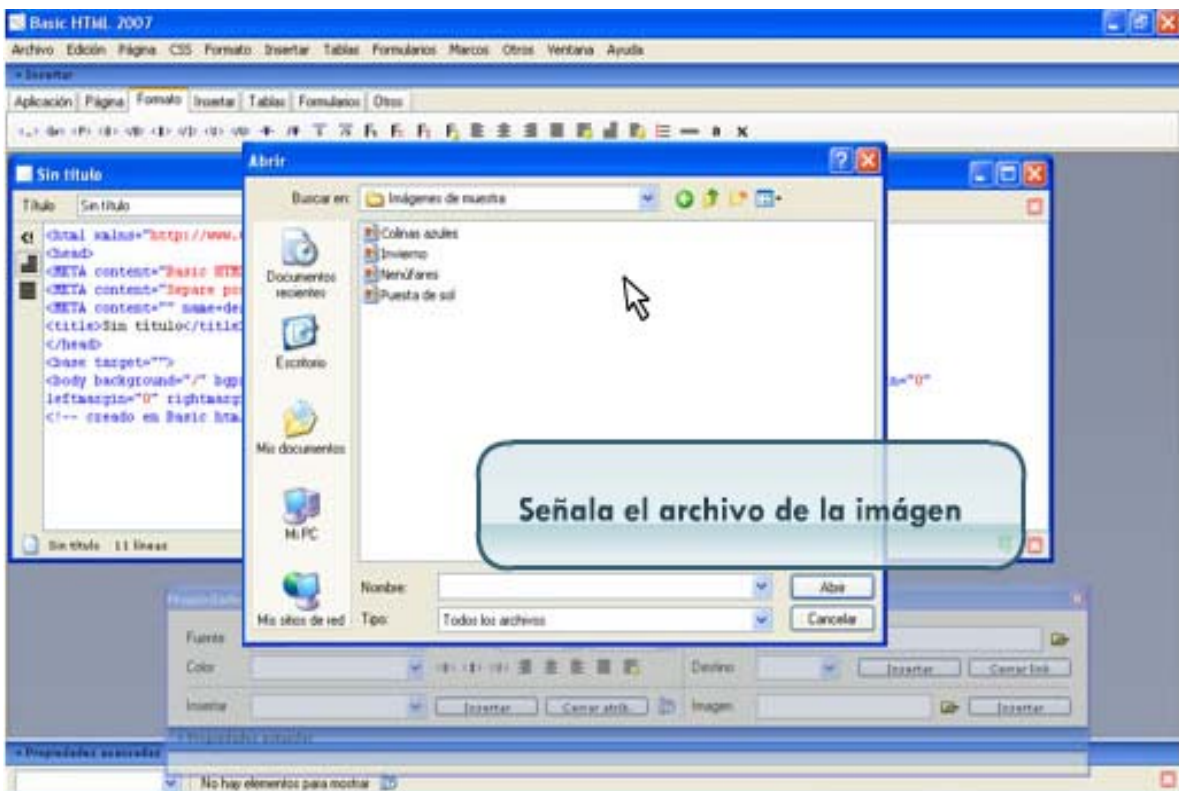 Basic HTML 2007
Archivo Edición Página CSS Formato Insertar Tablas Formularios Marcos Otros Ventana Ayuda
Insertar
Aplicación Página Formato Insertar Tablas Formularios Otros
Sin título
Título Sin título
<html xmlns="http://www.
<head>
<META content="Basic HTM
<META content="Separe po
<META content="" name=de
<title>Sin título</title
</head>
<base target="">
<body background="/" bgp
="0"
leftmargin="0" rightmarg
<!-- creado en Basic htm
Sin título 11 líneas
Abrir
Buscar en: Imágenes de muestra
Documentos recientes
Escritorio
Mis documentos
Mi PC
Mis sitios de red
Colinas azules
Invierno
Nenúfares
Puesta de sol
Nombre: Abrir
Tipo: Todos los archivos Cancelar
Señala el archivo de la imágen
Fuente
Color Destino Insertar Cerrar link
Insertar Insertar Cerrar atrib. Imagen Insertar
Propiedades avanzadas
No hay elementos para mostrar